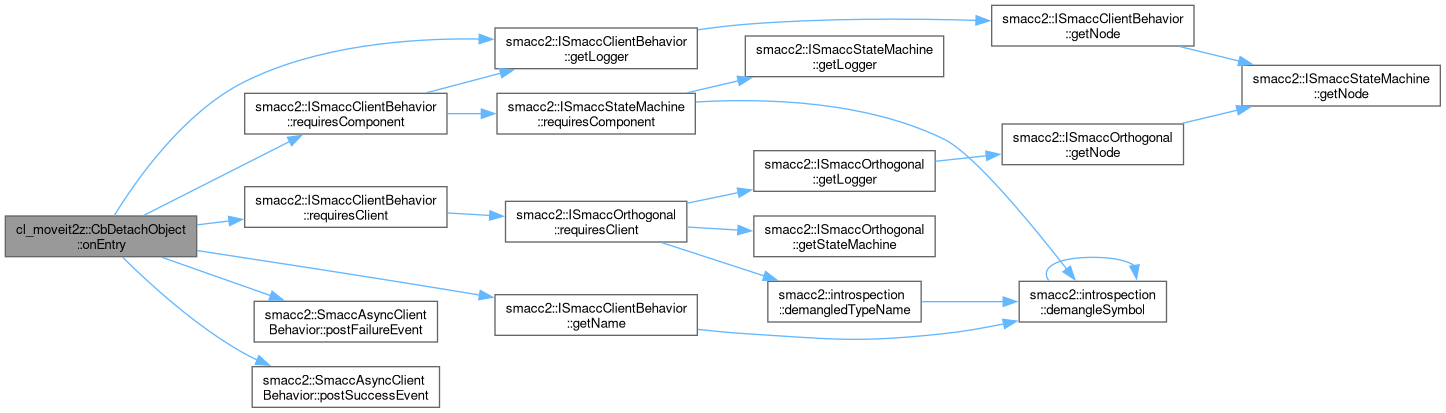 cl_moveit2z::CbDetachObject
::onEntry
smacc2::ISmaccClientBehavior
::getLogger
smacc2::ISmaccClientBehavior
::requiresComponent
smacc2::ISmaccClientBehavior
::requiresClient
smacc2::SmaccAsyncClient
Behavior::postFailureEvent
smacc2::SmaccAsyncClient
Behavior::postSuccessEvent
smacc2::ISmaccStateMachine
::requiresComponent
smacc2::ISmaccOrthogonal
::requiresClient
smacc2::ISmaccClientBehavior
::getName
smacc2::ISmaccStateMachine
::getLogger
smacc2::ISmaccOrthogonal
::getLogger
smacc2::ISmaccOrthogonal
::getStateMachine
smacc2::introspection
::demangledTypeName
smacc2::ISmaccClientBehavior
::getNode
smacc2::ISmaccOrthogonal
::getNode
smacc2::introspection
::demangleSymbol
smacc2::ISmaccStateMachine
::getNode